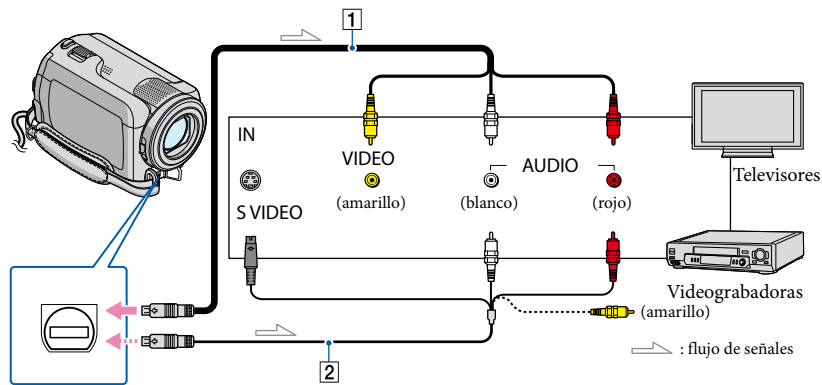 1
IN
VIDEO
AUDIO
(amarillo)
(blanco)
(rojo)
S VIDEO
Televisores
Videograbadoras
(amarillo)
2
: flujo de señales